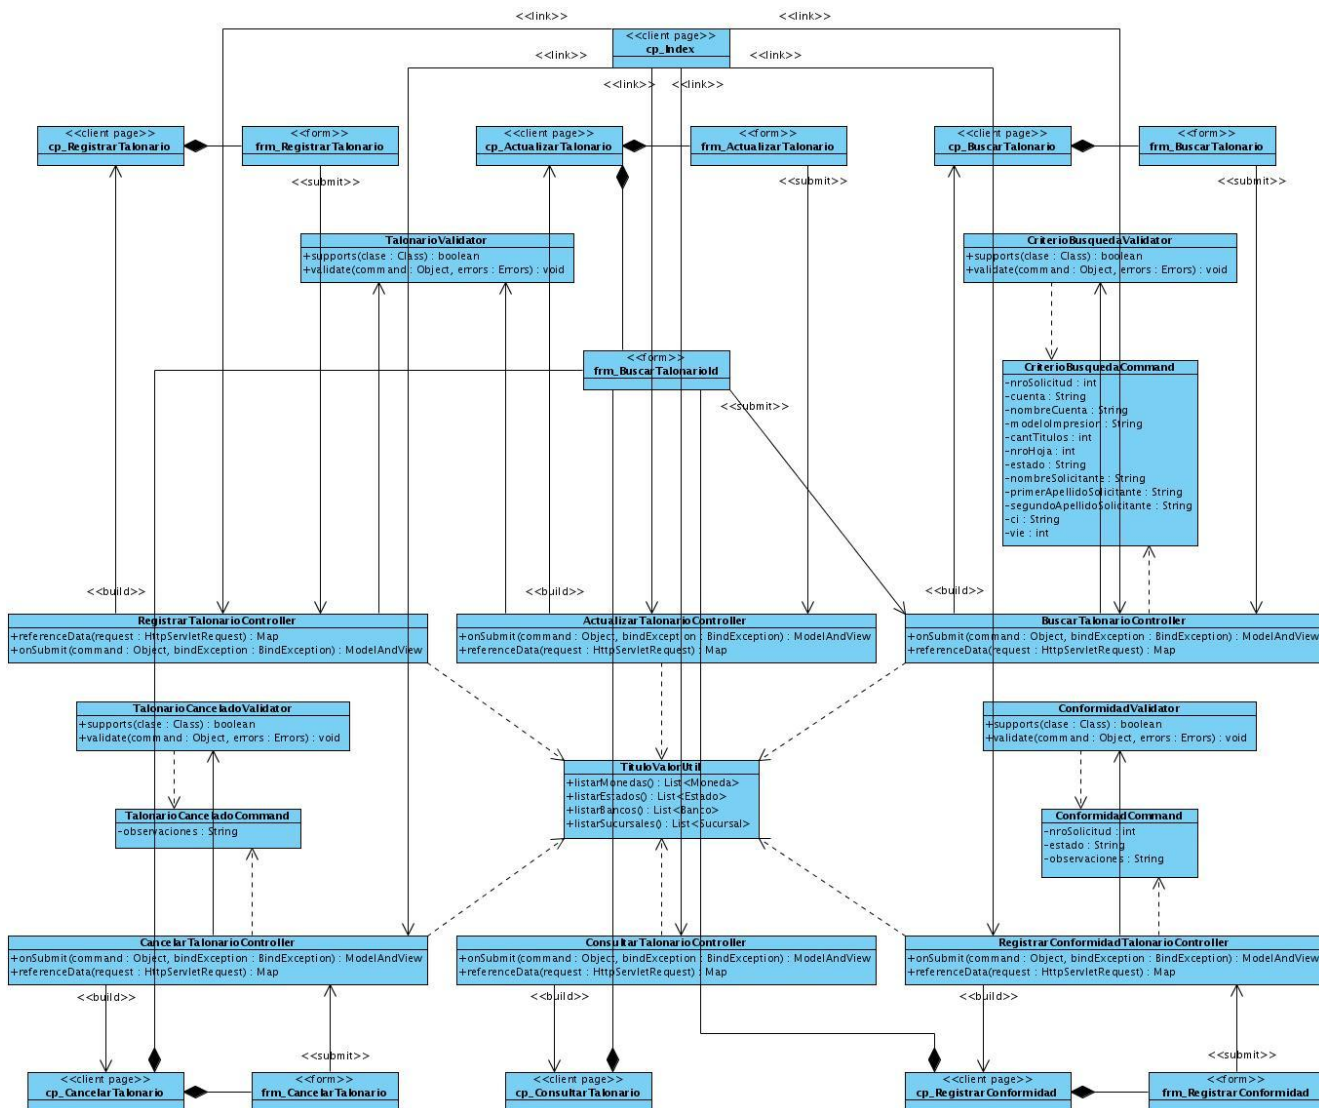 <<link>>
<<link>>
<<client page>>
cp_Index
<<link>>
<<link>>
<<link>>
<<link>>
<<client page>>
cp_RegistrarTalonario
<<form>>
frm_RegistrarTalonario
<<client page>>
cp_ActualizarTalonario
<<form>>
frm_ActualizarTalonario
<<client page>>
cp_BuscarTalonario
<<form>>
frm_BuscarTalonario
<<submit>>
<<submit>>
<<submit>>
TalonarioValidator
+supports(clase : Class) : boolean
+validate(command : Object, errors : Errors) : void
CriterioBusquedaValidator
+supports(clase : Class) : boolean
+validate(command : Object, errors : Errors) : void
<<form>>
frm_BuscarTalonarioId
<<submit>>
CriterioBusquedaCommand
-nroSolicitud : int
-cuenta : String
-nombreCuenta : String
-modeloImpresion : String
-cantTitulos : int
-nroHoja : int
-estado : String
-nombreSolicitante : String
-primerApellidoSolicitante : String
-segundoApellidoSolicitante : String
-ci : String
-vie : int
<<build>>
<<build>>
<<build>>
RegistrarTalonarioController
+referenceData(request : HttpServletRequest) : Map
+onSubmit(command : Object, bindException : BindException) : ModelAndView
ActualizarTalonarioController
+onSubmit(command : Object, bindException : BindException) : ModelAndView
+referenceData(request : HttpServletRequest) : Map
BuscarTalonarioController
+onSubmit(command : Object, bindException : BindException) : ModelAndView
+referenceData(request : HttpServletRequest) : Map
TalonarioCanceladoValidator
+supports(clase : Class) : boolean
+validate(command : Object, errors : Errors) : void
ConformidadValidator
+supports(clase : Class) : boolean
+validate(command : Object, errors : Errors) : void
TituloValorUtil
+listarMonedas() : List<Moneda>
+listarEstados() : List<Estado>
+listarBancos() : List<Banco>
+listarSucursales() : List<Sucursal>
TalonarioCanceladoCommand
-observaciones : String
ConformidadCommand
-nroSolicitud : int
-estado : String
-observaciones : String
CancelarTalonarioController
+onSubmit(command : Object, bindException : BindException) : ModelAndView
+referenceData(request : HttpServletRequest) : Map
ConsultarTalonarioController
+onSubmit(command : Object, bindException : BindException) : ModelAndView
+referenceData(request : HttpServletRequest) : Map
RegistrarConformidadTalonarioController
+onSubmit(command : Object, bindException : BindException) : ModelAndView
+referenceData(request : HttpServletRequest) : Map
<<build>>
<<build>>
<<build>>
<<submit>>
<<submit>>
<<client page>>
cp_CancelarTalonario
<<form>>
frm_CancelarTalonario
<<client page>>
cp_ConsultarTalonario
<<client page>>
cp_RegistrarConformidad
<<form>>
frm_RegistrarConformidad